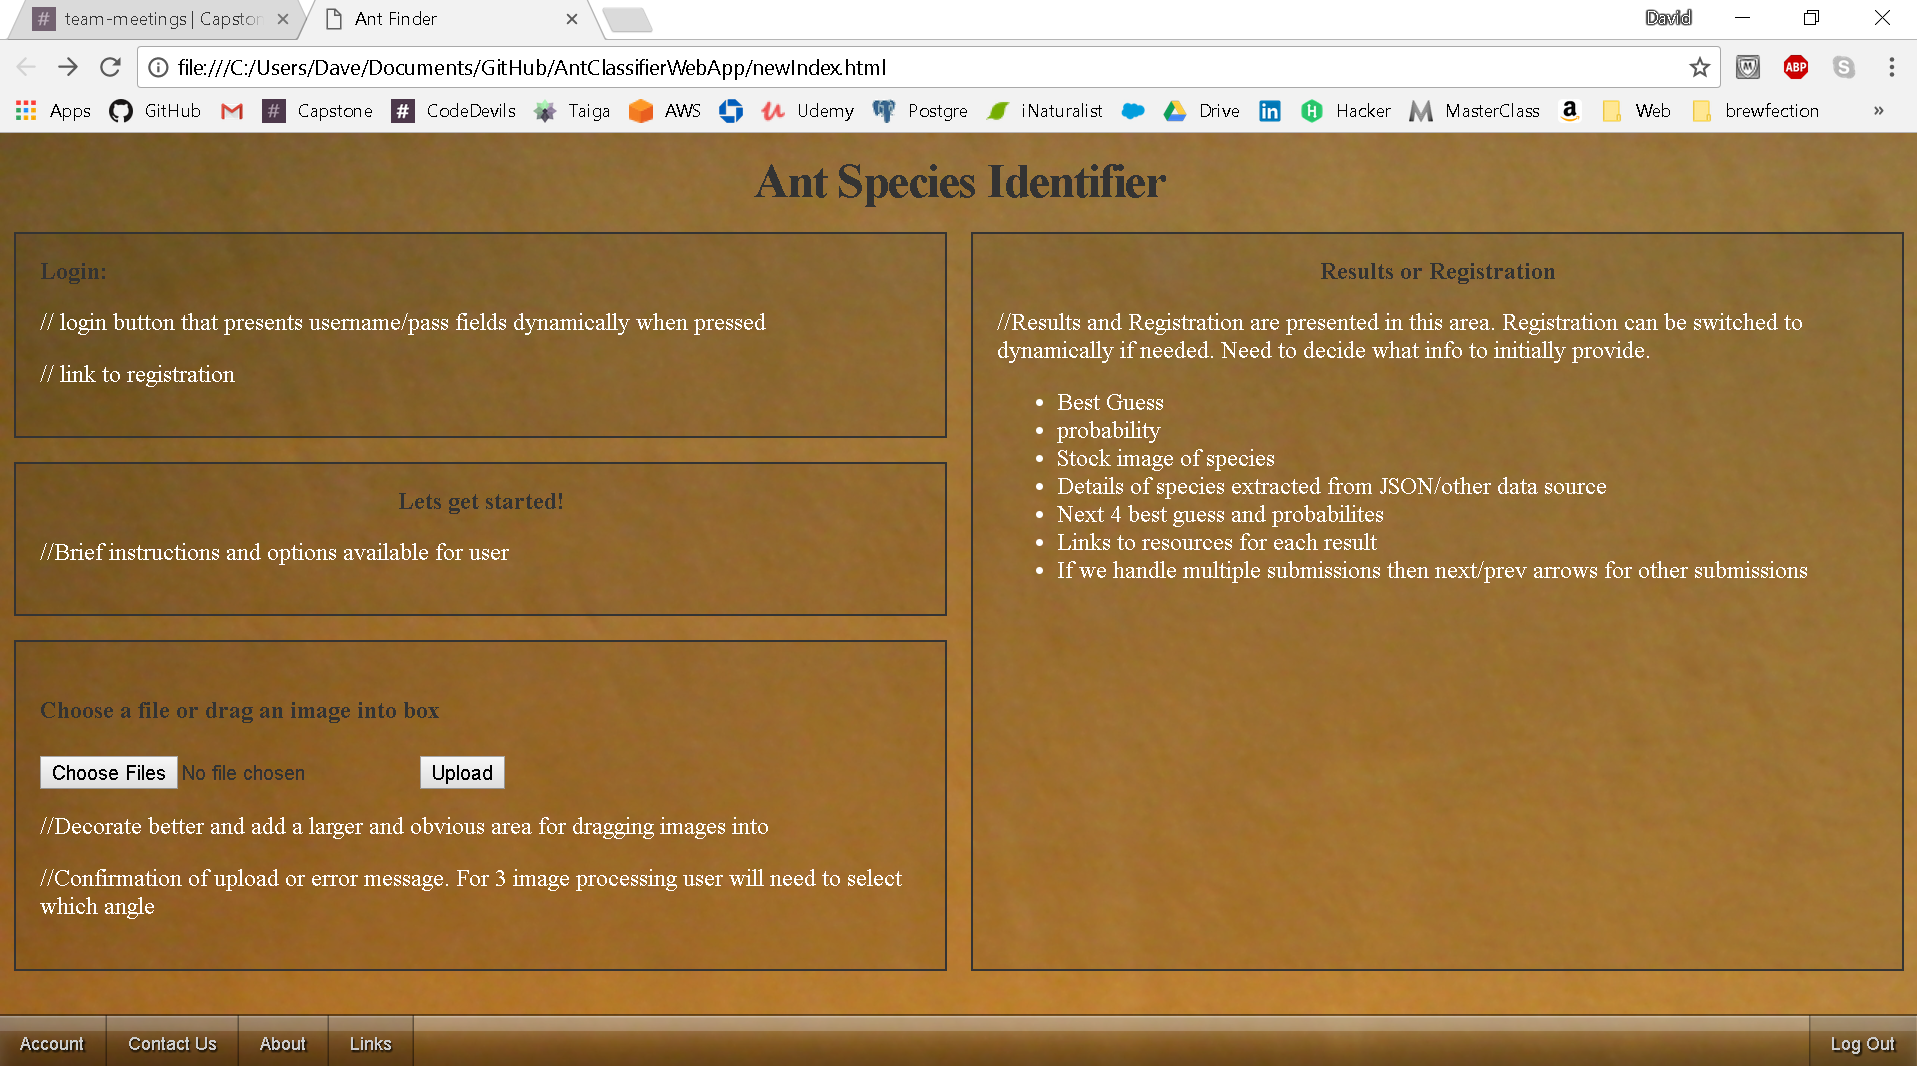 team-meetings | Capston
Ant Finder
David
file:///C:/Users/Dave/Documents/GitHub/AntClassifierWebApp/newIndex.html
ABP
Apps GitHub Capstone CodeDevils Taiga AWS Udemy Postgre iNaturalist Drive Hacker MasterClass Web brewfection »
Ant Species Identifier
Login:
// login button that presents username/pass fields dynamically when pressed
// link to registration
Lets get started!
//Brief instructions and options available for user
Choose a file or drag an image into box
Choose Files No file chosen Upload
//Decorate better and add a larger and obvious area for dragging images into
//Confirmation of upload or error message. For 3 image processing user will need to select
which angle
Results or Registration
//Results and Registration are presented in this area. Registration can be switched to
dynamically if needed. Need to decide what info to initially provide.
• Best Guess
• probability
• Stock image of species
• Details of species extracted from JSON/other data source
• Next 4 best guess and probabilites
• Links to resources for each result
• If we handle multiple submissions then next/prev arrows for other submissions
Account Contact Us About Links Log Out